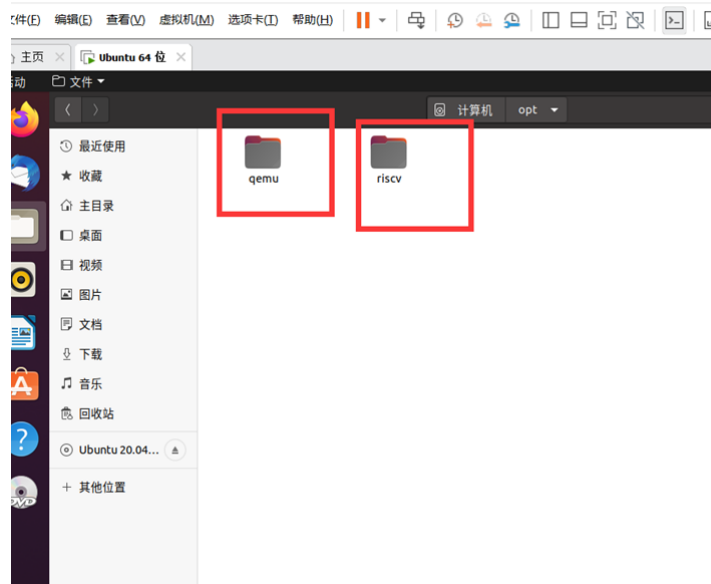 文件(F) 编辑(E) 查看(V) 虚拟机(M) 选项卡(T) 帮助(H)
主页 Ubuntu 64 位
活动 文件
计算机 opt
最近使用
qemu riscv
收藏
主目录
桌面
视频
图片
文档
下载
音乐
回收站
Ubuntu 20.04...
其他位置
DVD